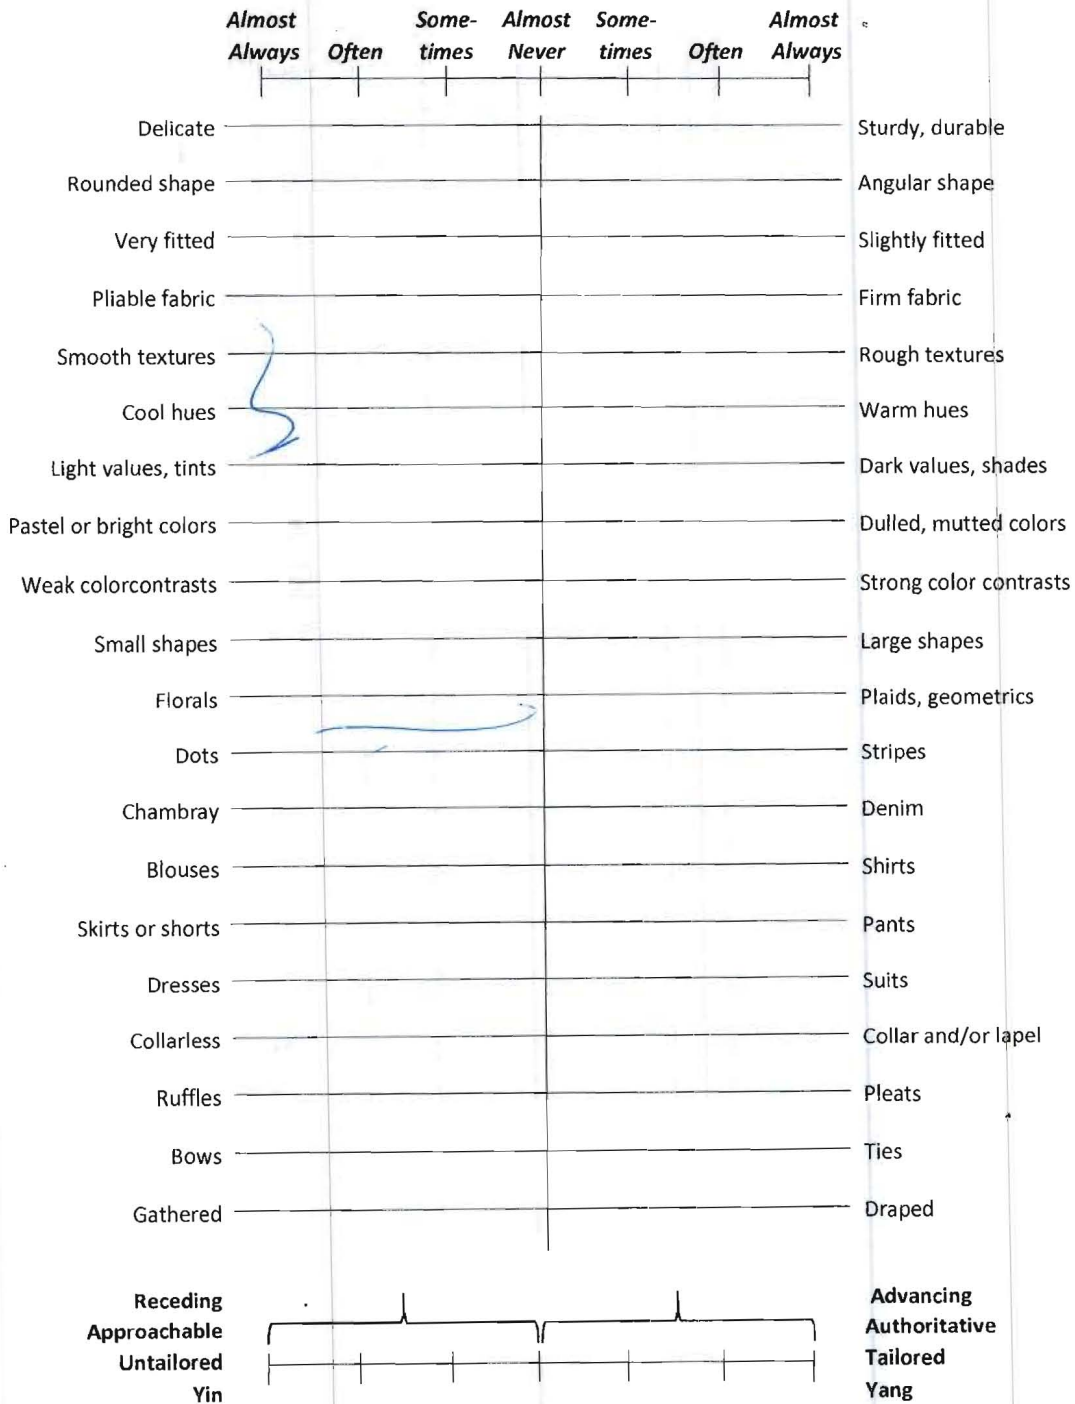 Almost Some- Almost Some- Almost
Always Often times Never times Often Always
Delicate Sturdy, durable
Rounded shape Angular shape
Very fitted Slightly fitted
Pliable fabric Firm fabric
Smooth textures Rough textures
Cool hues Warm hues
Light values, tints Dark values, shades
Pastel or bright colors Dulled, mutted colors
Weak colorcontrasts Strong color contrasts
Small shapes Large shapes
Florals Plaids, geometrics
Dots Stripes
Chambray Denim
Blouses Shirts
Skirts or shorts Pants
Dresses Suits
Collarless Collar and/or lapel
Ruffles Pleats
Bows Ties
Gathered Draped
Receding Advancing
Approachable Authoritative
Untailored Tailored
Yin Yang